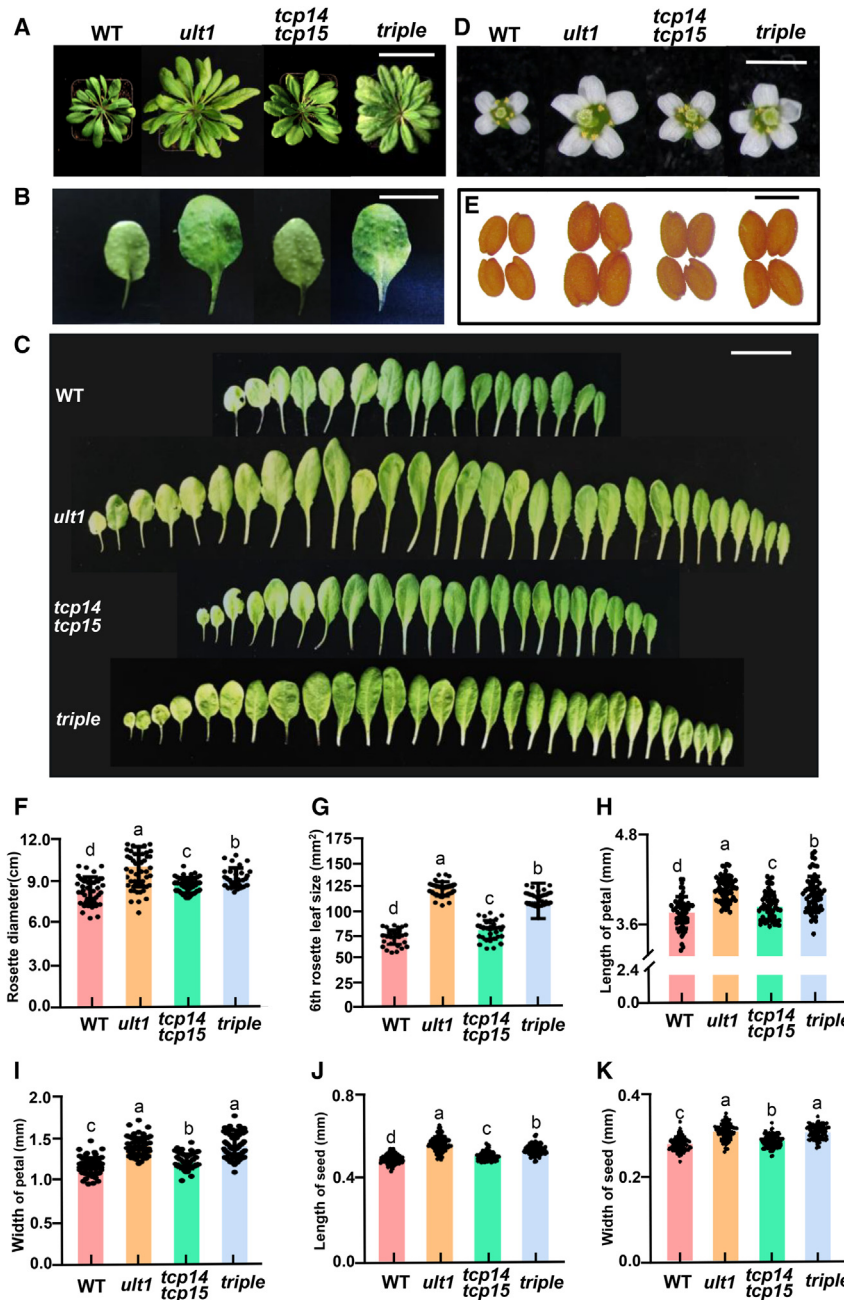 A
WT
ult1
tcp14
tcp15
triple
D
WT
ult1
tcp14
tcp15
triple
B
E
C
WT
ult1
tcp14
tcp15
triple
F
Rosette diameter(cm)
12.0
9.0
6.0
3.0
0.0
d
a
c
b
WT
ult1
tcp14
tcp15
triple
G
6th rosette leaf size (mm²)
175
150
125
100
75
50
25
0
d
a
c
b
WT
ult1
tcp14
tcp15
triple
H
Length of petal (mm)
4.8
3.6
2.4
0.0
d
a
c
b
WT
ult1
tcp14
tcp15
triple
I
Width of petal (mm)
2.0
1.5
1.0
0.5
0.0
c
a
b
a
WT
ult1
tcp14
tcp15
triple
J
Length of seed (mm)
0.8
0.4
0.0
d
a
c
b
WT
ult1
tcp14
tcp15
triple
K
Width of seed (mm)
0.4
0.2
0.0
c
a
b
a
WT
ult1
tcp14
tcp15
triple